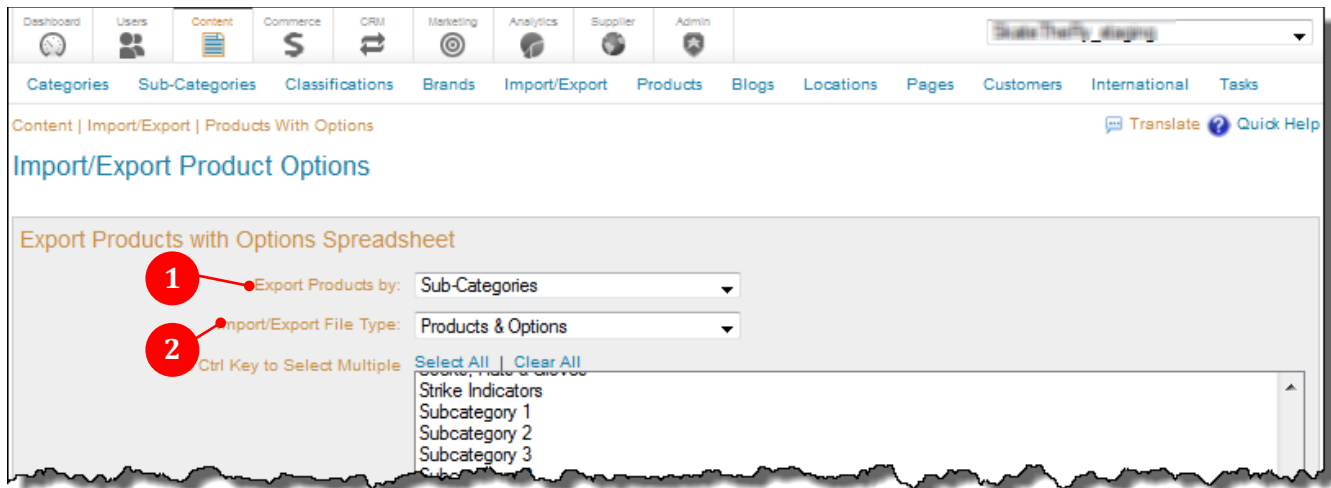 Dashboard Users Content Commerce CRM Marketing Analytics Supplier Admin
Categories Sub-Categories Classifications Brands Import/Export Products Blogs Locations Pages Customers International Tasks
Content | Import/Export | Products With Options Translate Quick Help
Import/Export Product Options
Export Products with Options Spreadsheet
1 Export Products by: Sub-Categories
2 Import/Export File Type: Products & Options
Ctrl Key to Select Multiple Select All | Clear All
Strike Indicators
Subcategory 1
Subcategory 2
Subcategory 3